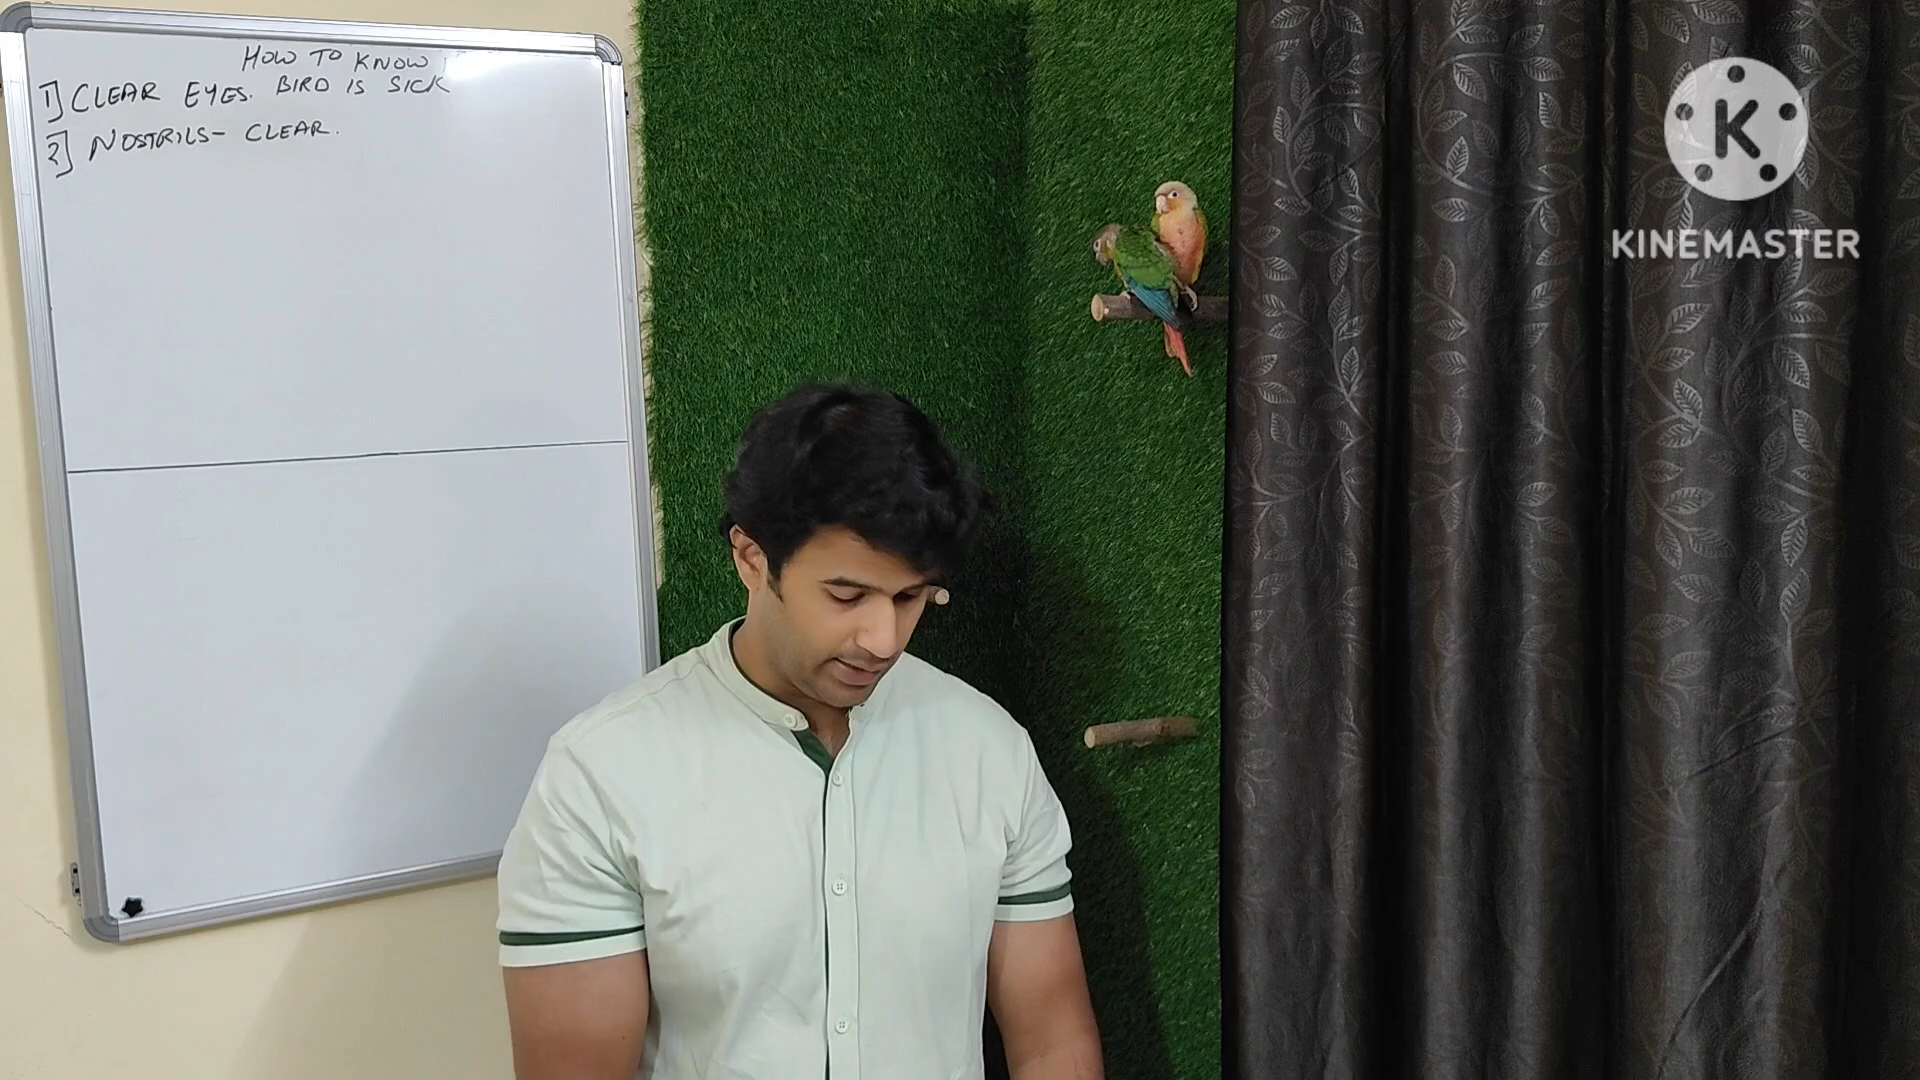 HOW TO KNOW
BIRD IS SICK
1] CLEAR EYES.
2] NOSTRILS- CLEAR.
K
KINEMASTER